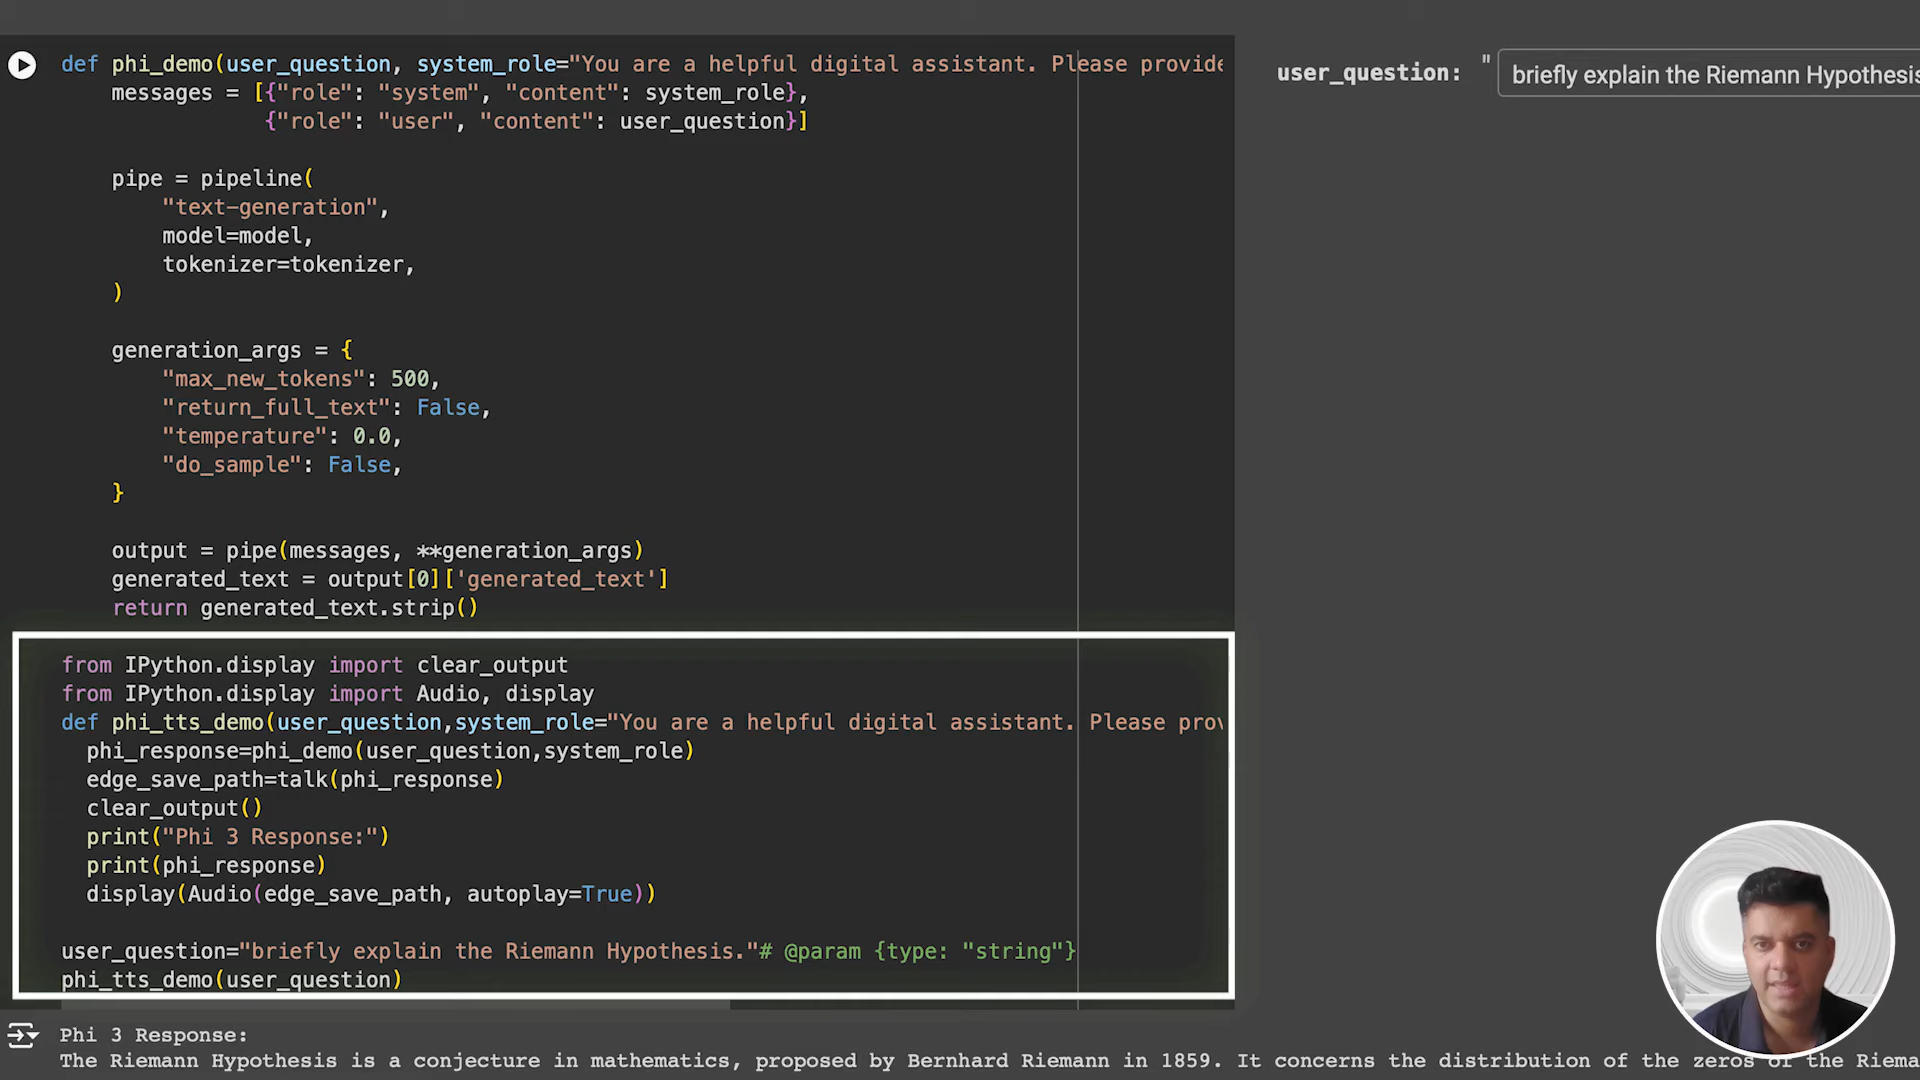 def phi_demo(user_question, system_role="You are a helpful digital assistant. Please provide
    messages = [{"role": "system", "content": system_role},
                {"role": "user", "content": user_question}]
    pipe = pipeline(
        "text-generation",
        model=model,
        tokenizer=tokenizer,
    )
    generation_args = {
        "max_new_tokens": 500,
        "return_full_text": False,
        "temperature": 0.0,
        "do_sample": False,
    }
    output = pipe(messages, **generation_args)
    generated_text = output[0]['generated_text']
    return generated_text.strip()
from IPython.display import clear_output
from IPython.display import Audio, display
def phi_tts_demo(user_question,system_role="You are a helpful digital assistant. Please prov
  phi_response=phi_demo(user_question,system_role)
  edge_save_path=talk(phi_response)
  clear_output()
  print("Phi 3 Response:")
  print(phi_response)
  display(Audio(edge_save_path, autoplay=True))
user_question="briefly explain the Riemann Hypothesis."# @param {type: "string"}
phi_tts_demo(user_question)
user_question: " briefly explain the Riemann Hypothesis
Phi 3 Response:
The Riemann Hypothesis is a conjecture in mathematics, proposed by Bernhard Riemann in 1859. It concerns the distribution of the zeros of the Riema